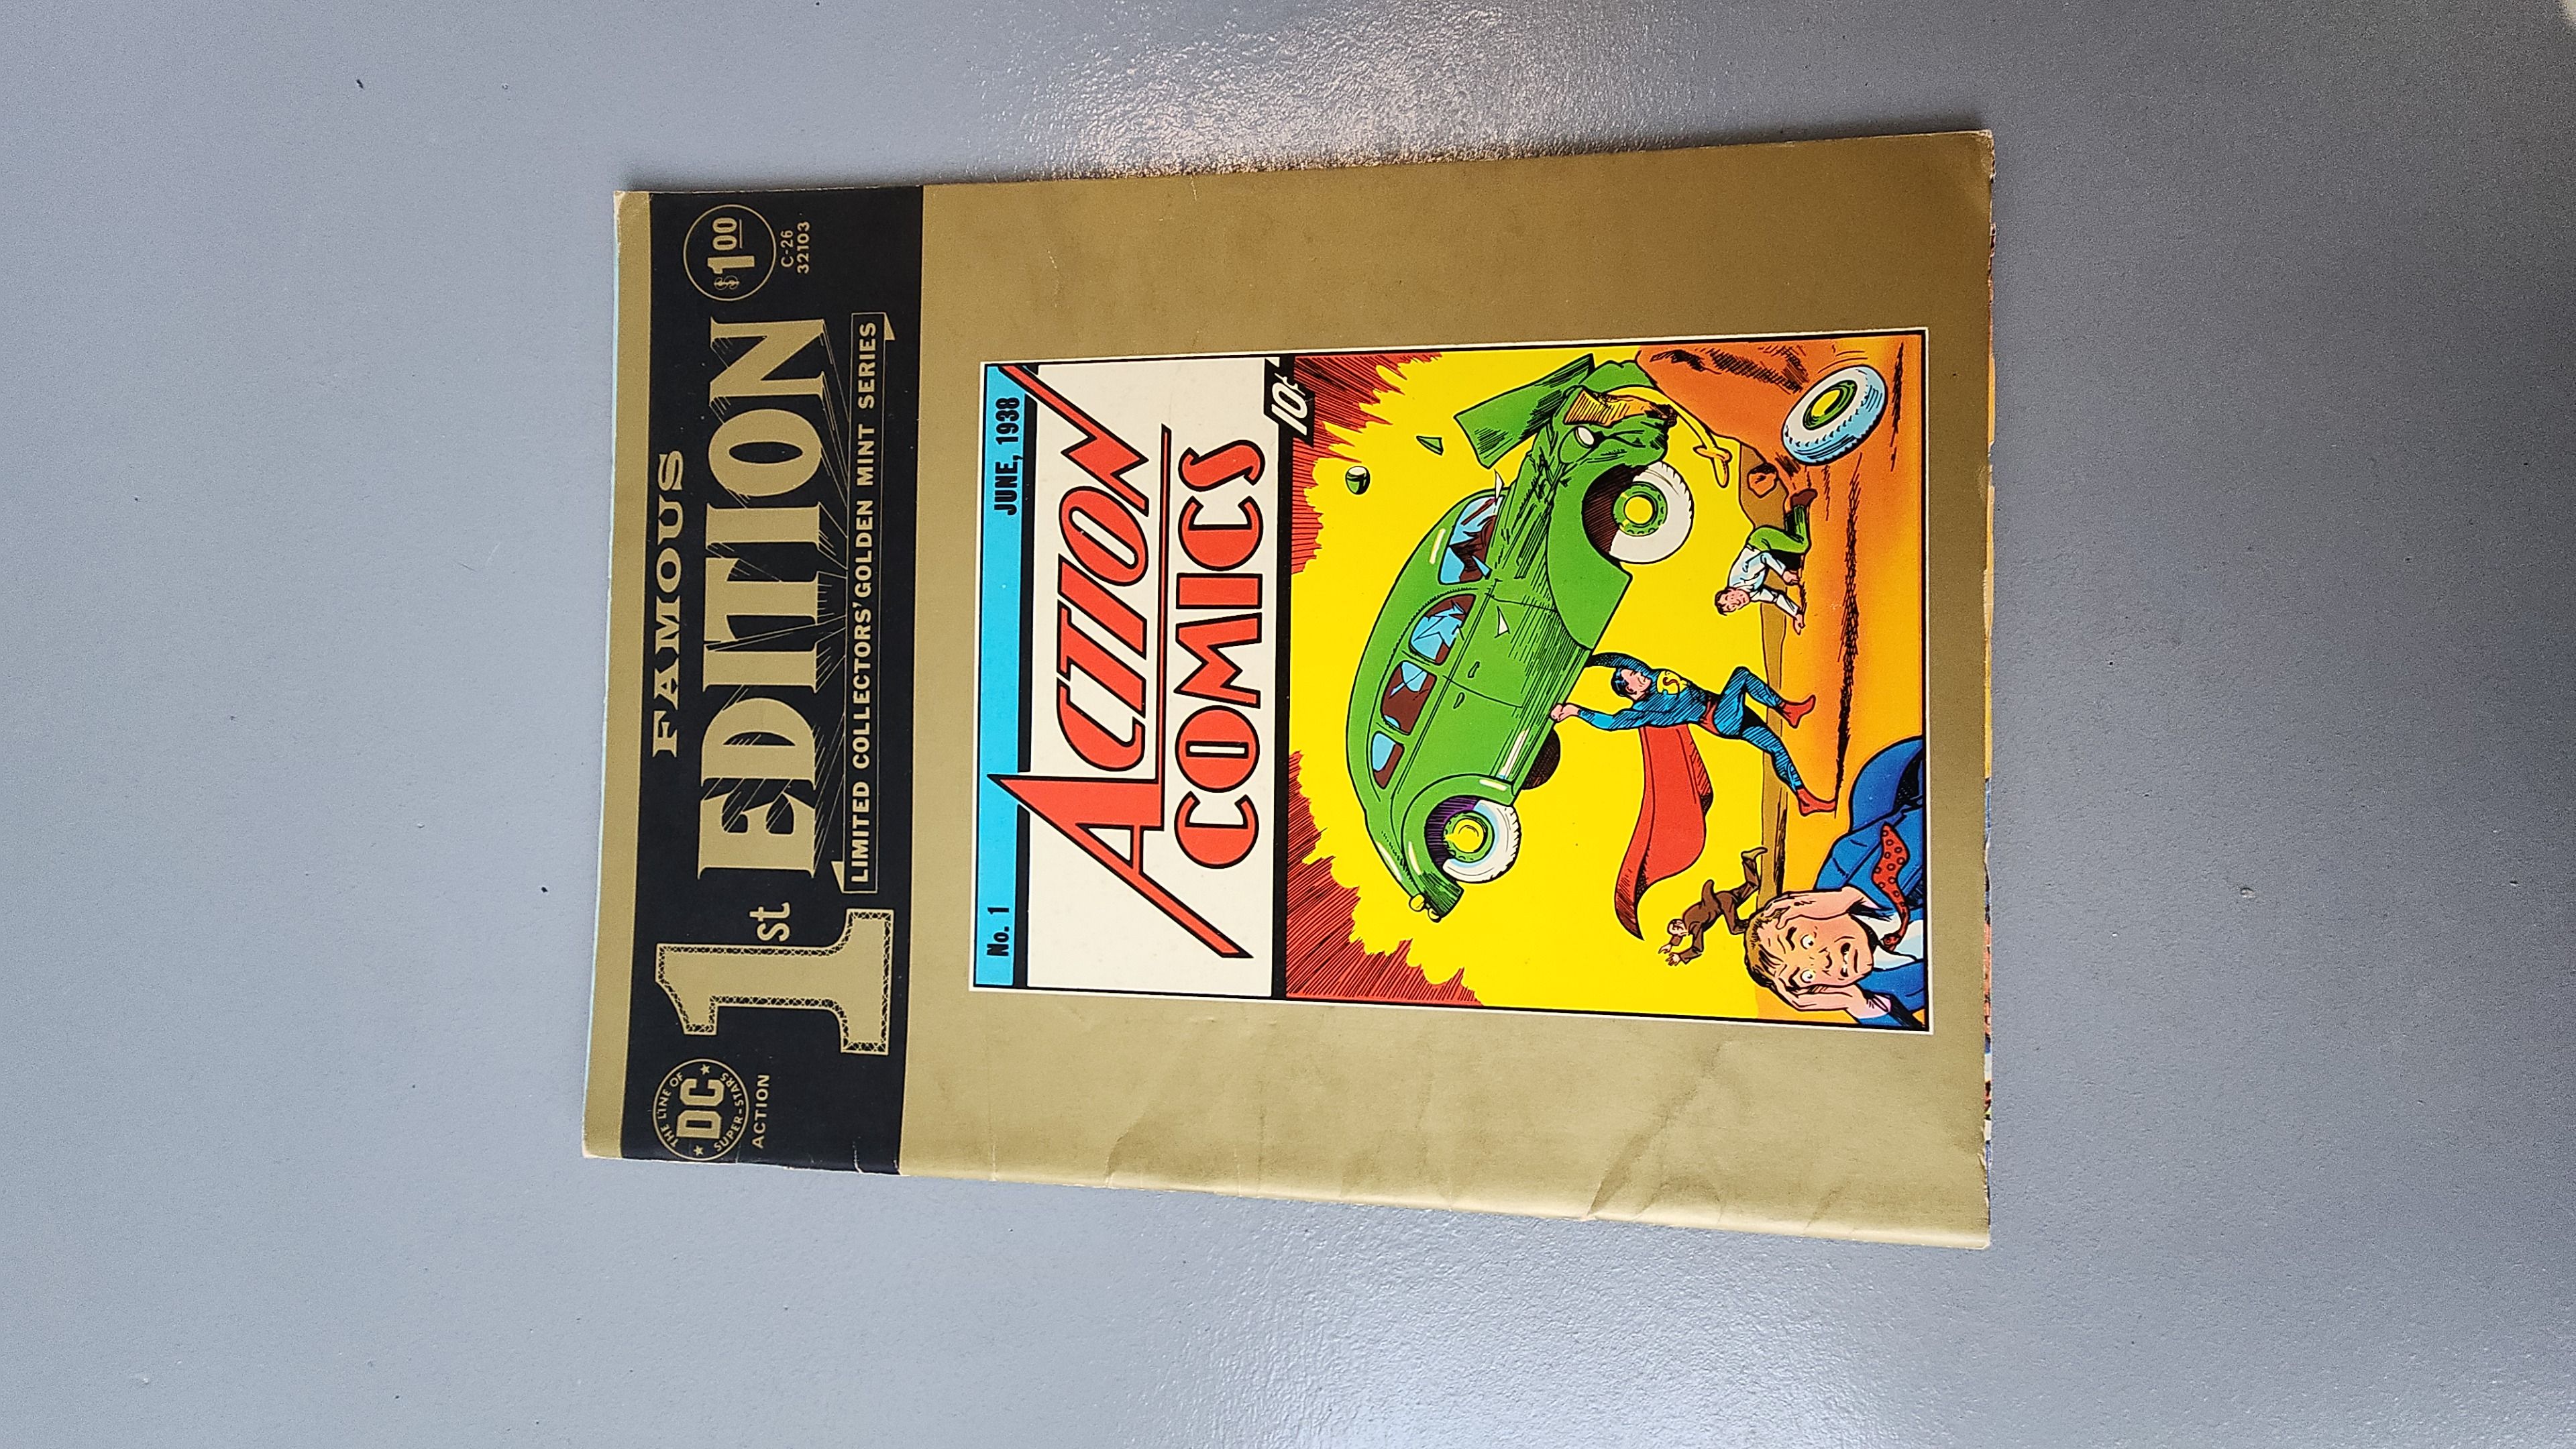 THE LINE OF
DC
SUPER-STARS
ACTION
FAMOUS
1st EDITION
LIMITED COLLECTORS' GOLDEN MINT SERIES
$1.00
C-26
32103
No. 1 JUNE, 1938
ACTION
COMICS
10¢
S